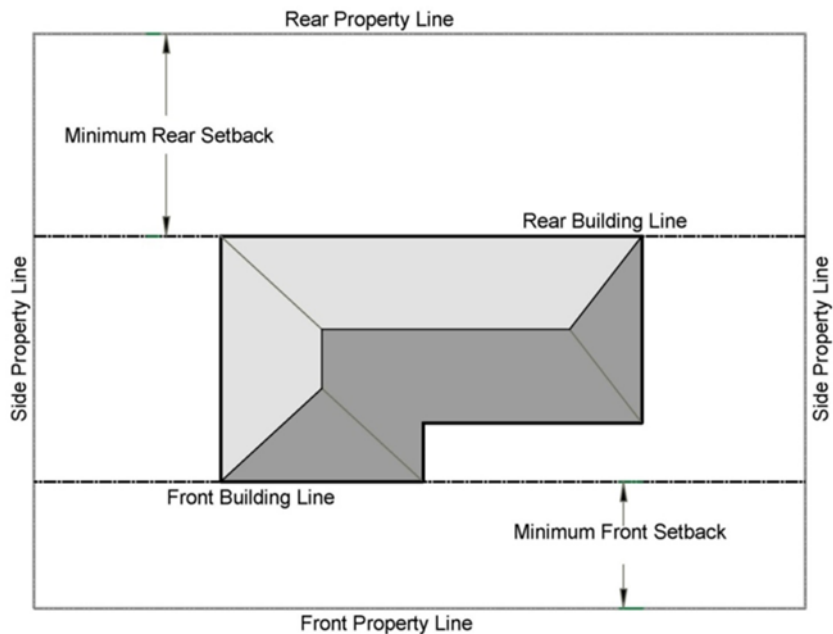 Rear Property Line
Minimum Rear Setback
Rear Building Line
Side Property Line
Side Property Line
Front Building Line
Minimum Front Setback
Front Property Line